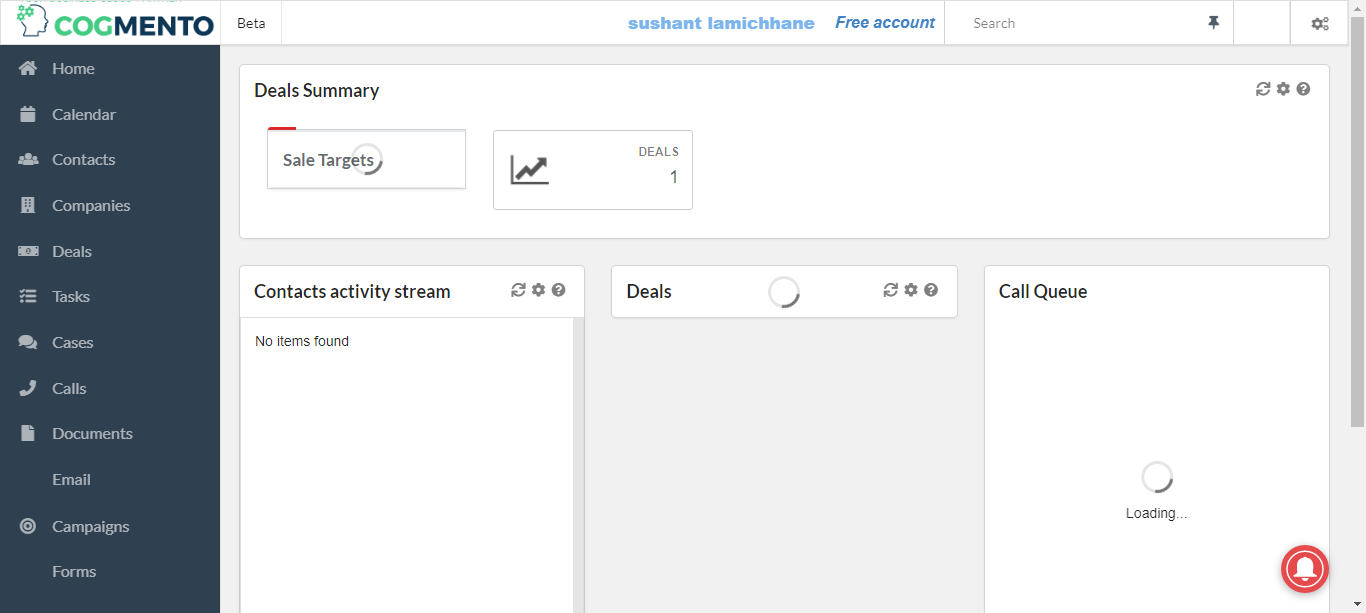 COGMENTO
Beta
sushant lamichhane
Free account
Search
Home
Calendar
Contacts
Companies
Deals
Tasks
Cases
Calls
Documents
Email
Campaigns
Forms
Deals Summary
Sale Targets
DEALS
1
Contacts activity stream
No items found
Deals
Call Queue
Loading...